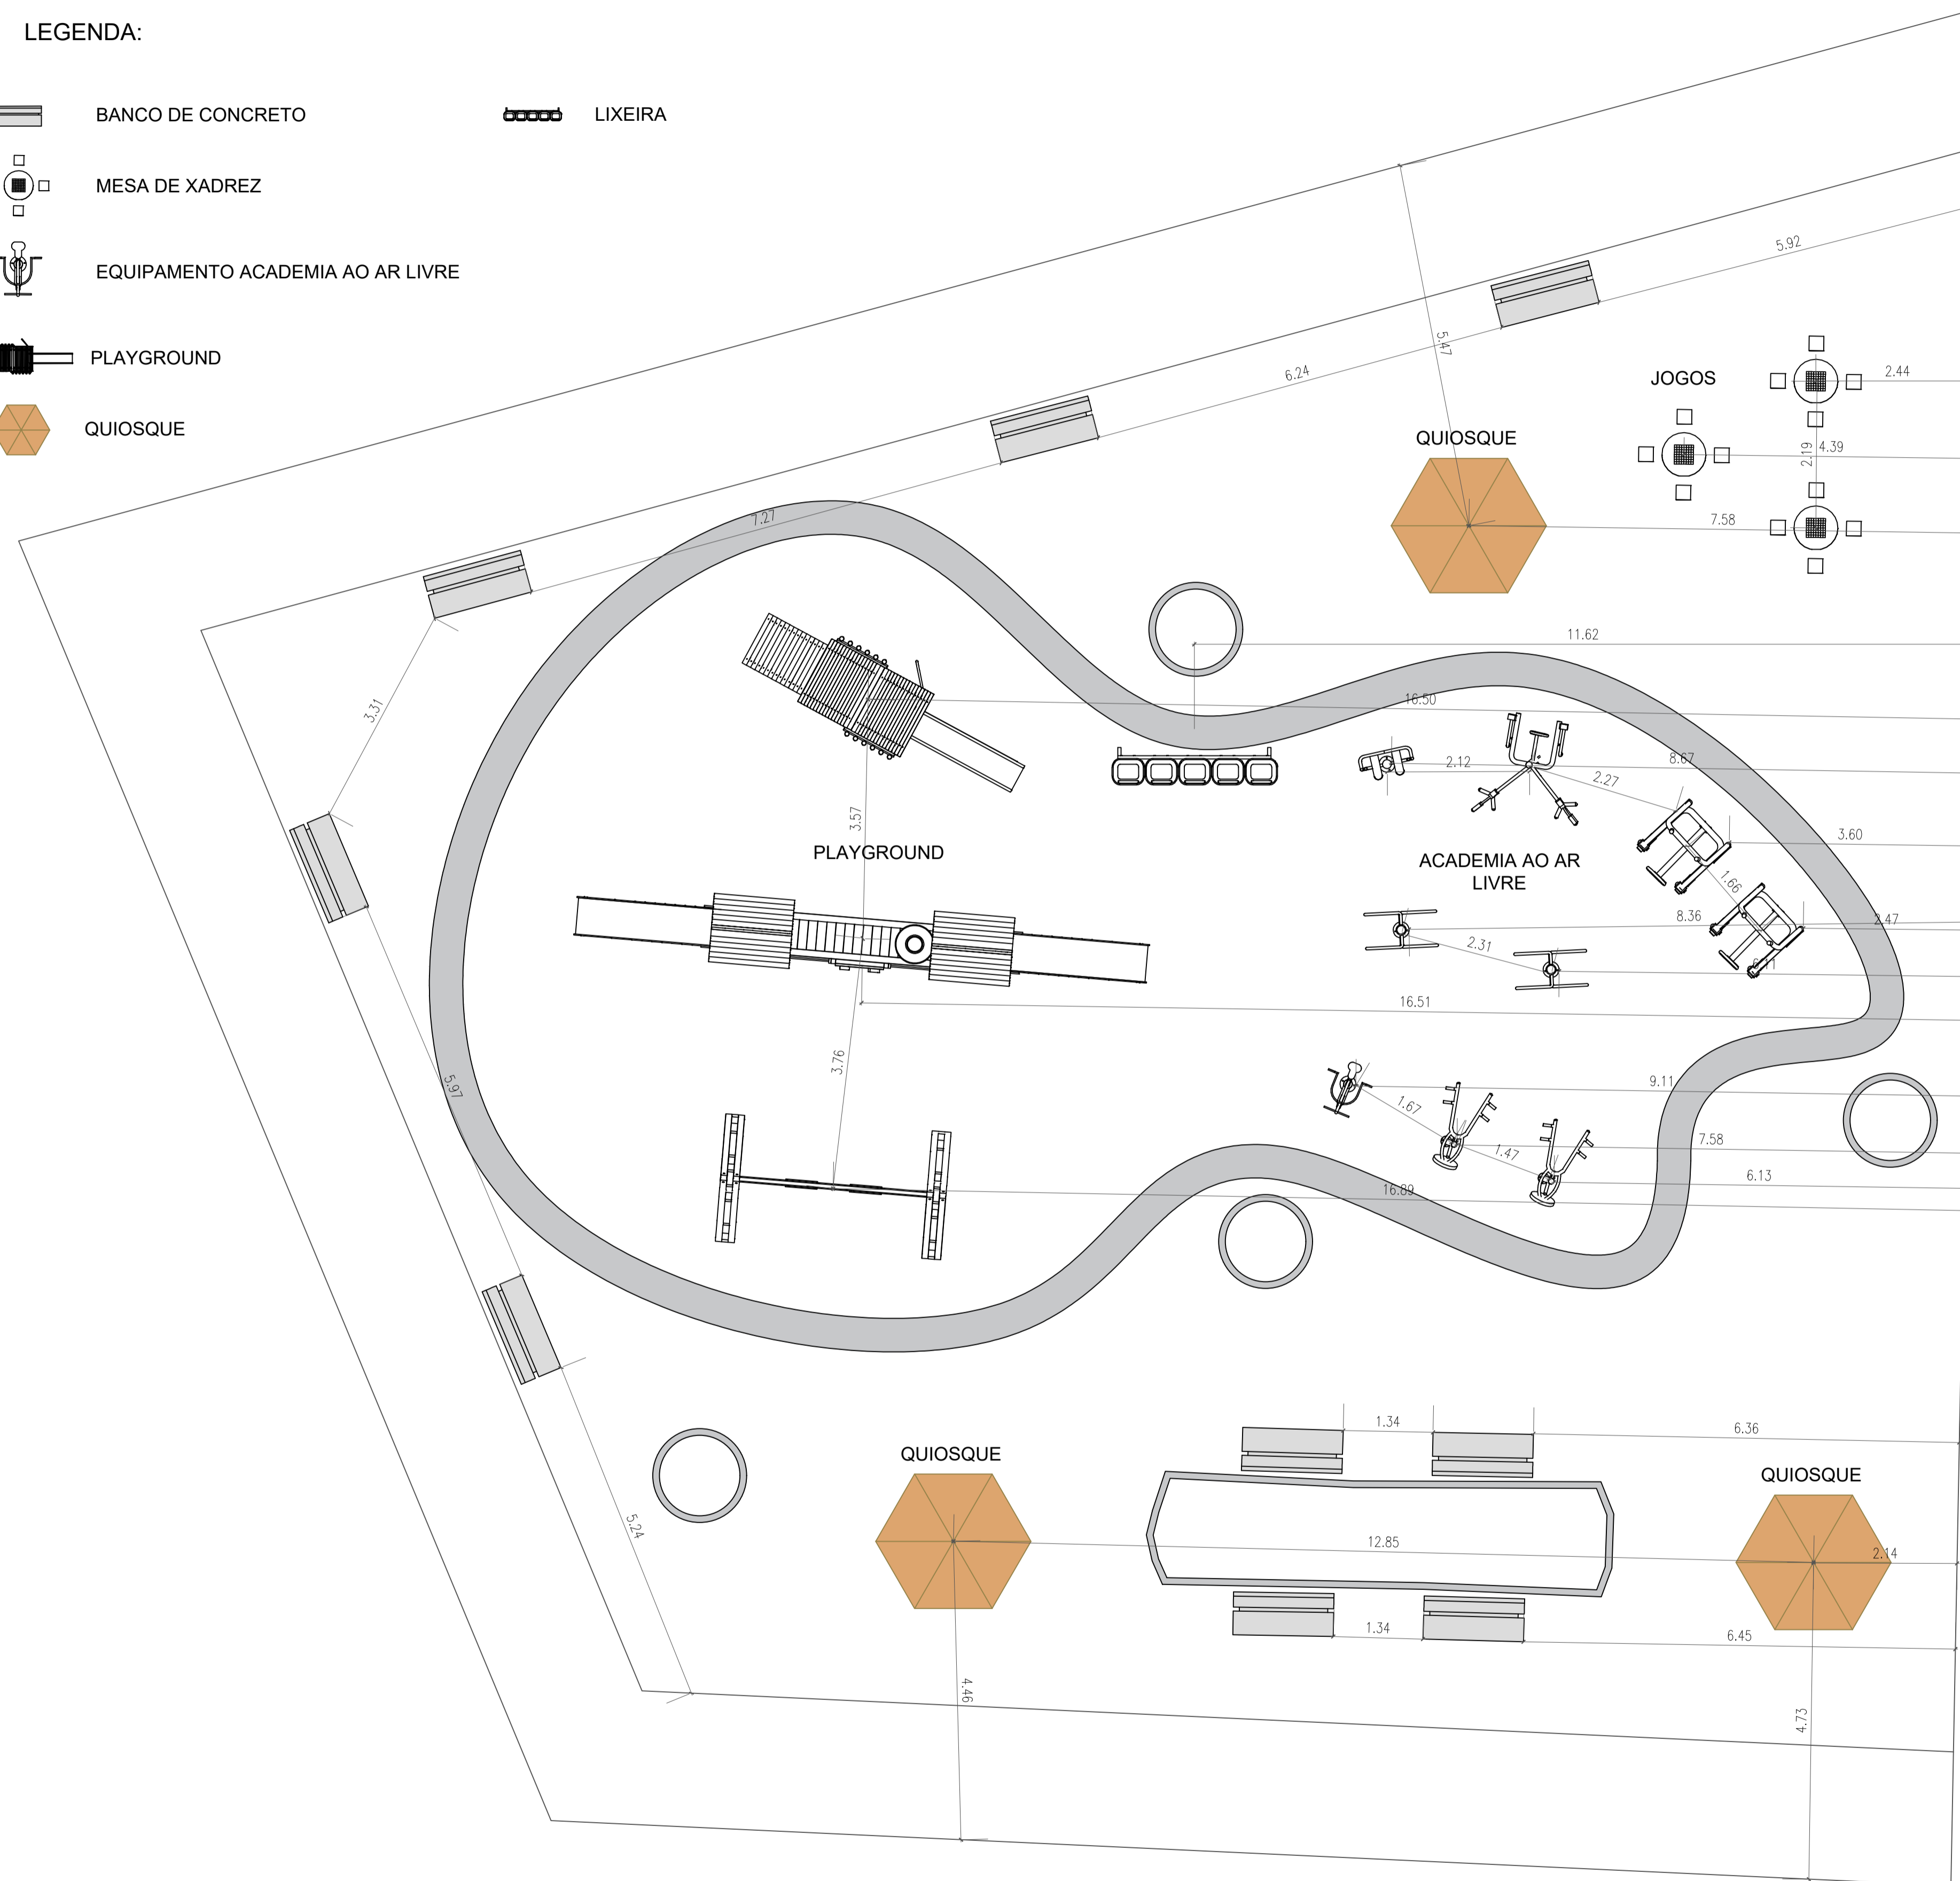 LEGENDA:
BANCO DE CONCRETO
LIXEIRA
MESA DE XADREZ
EQUIPAMENTO ACADEMIA AO AR LIVRE
PLAYGROUND
QUIOSQUE
5.92
5.47
6.24
JOGOS
2.44
QUIOSQUE
2.19
4.39
7.27
7.58
11.62
3.31
16.50
2.12
8.67
2.27
3.57
PLAYGROUND
3.60
ACADEMIA AO AR
LIVRE
1.66
8.36
2.47
2.31
6.11
16.51
3.76
5.97
9.11
1.67
7.58
1.47
6.13
16.89
1.34
6.36
QUIOSQUE
QUIOSQUE
5.24
12.85
2.14
1.34
6.45
4.46
4.73